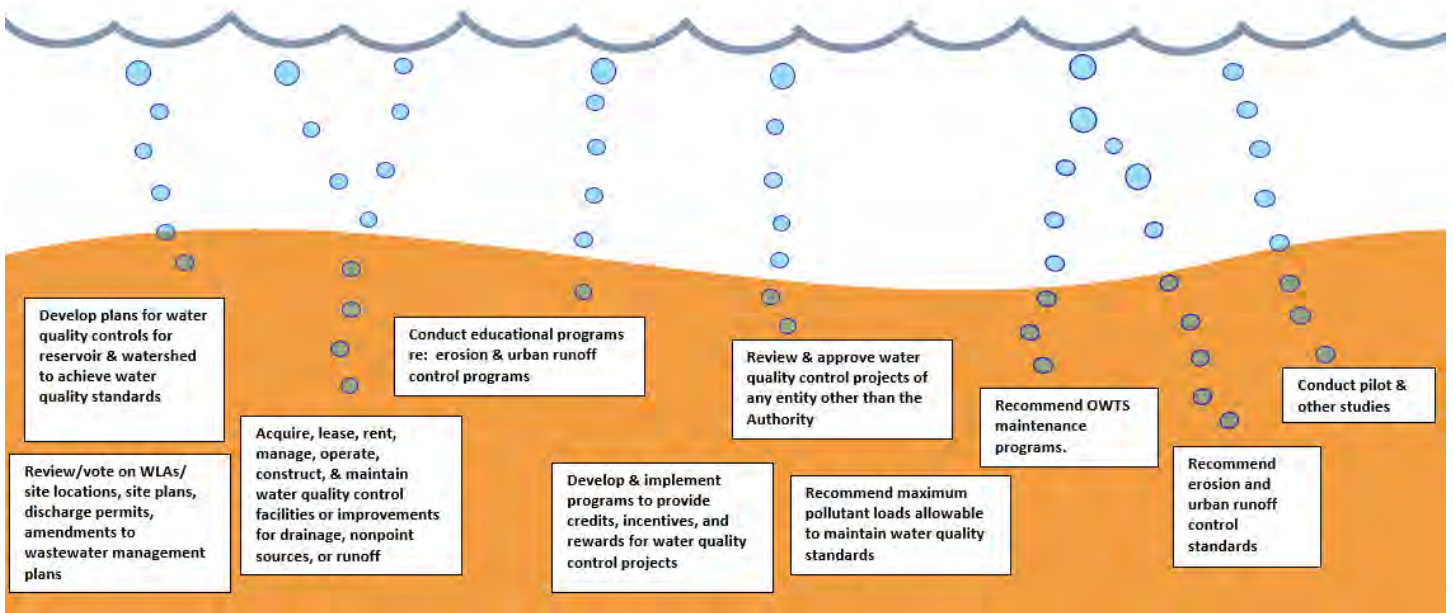 Develop plans for water
quality controls for
reservoir & watershed
to achieve water
quality standards
Review/vote on WLAs/
site locations, site plans,
discharge permits,
amendments to
wastewater management
plans
Acquire, lease, rent,
manage, operate,
construct, & maintain
water quality control
facilities or improvements
for drainage, nonpoint
sources, or runoff
Conduct educational programs
re:  erosion & urban runoff
control programs
Develop & implement
programs to provide
credits, incentives, and
rewards for water quality
control projects
Review & approve water
quality control projects of
any entity other than the
Authority
Recommend maximum
pollutant loads allowable
to maintain water quality
standards
Recommend OWTS
maintenance
programs.
Recommend
erosion and
urban runoff
control
standards
Conduct pilot &
other studies